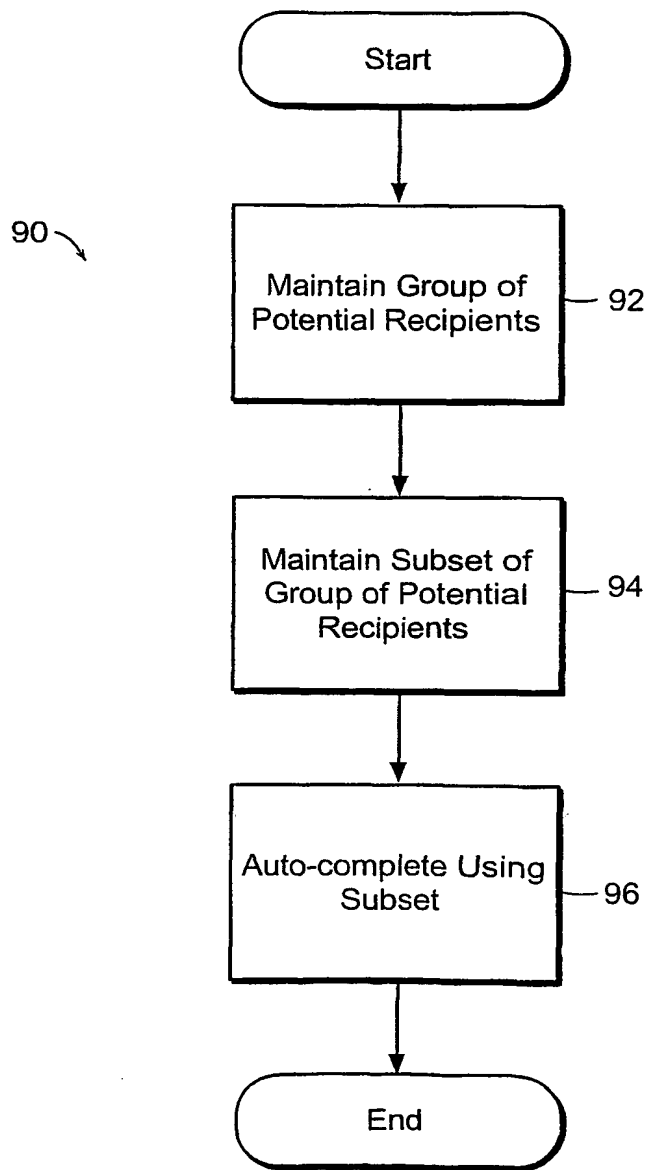 Start
90
Maintain Group of
Potential Recipients
92
Maintain Subset of
Group of Potential
Recipients
94
Auto-complete Using
Subset
96
End